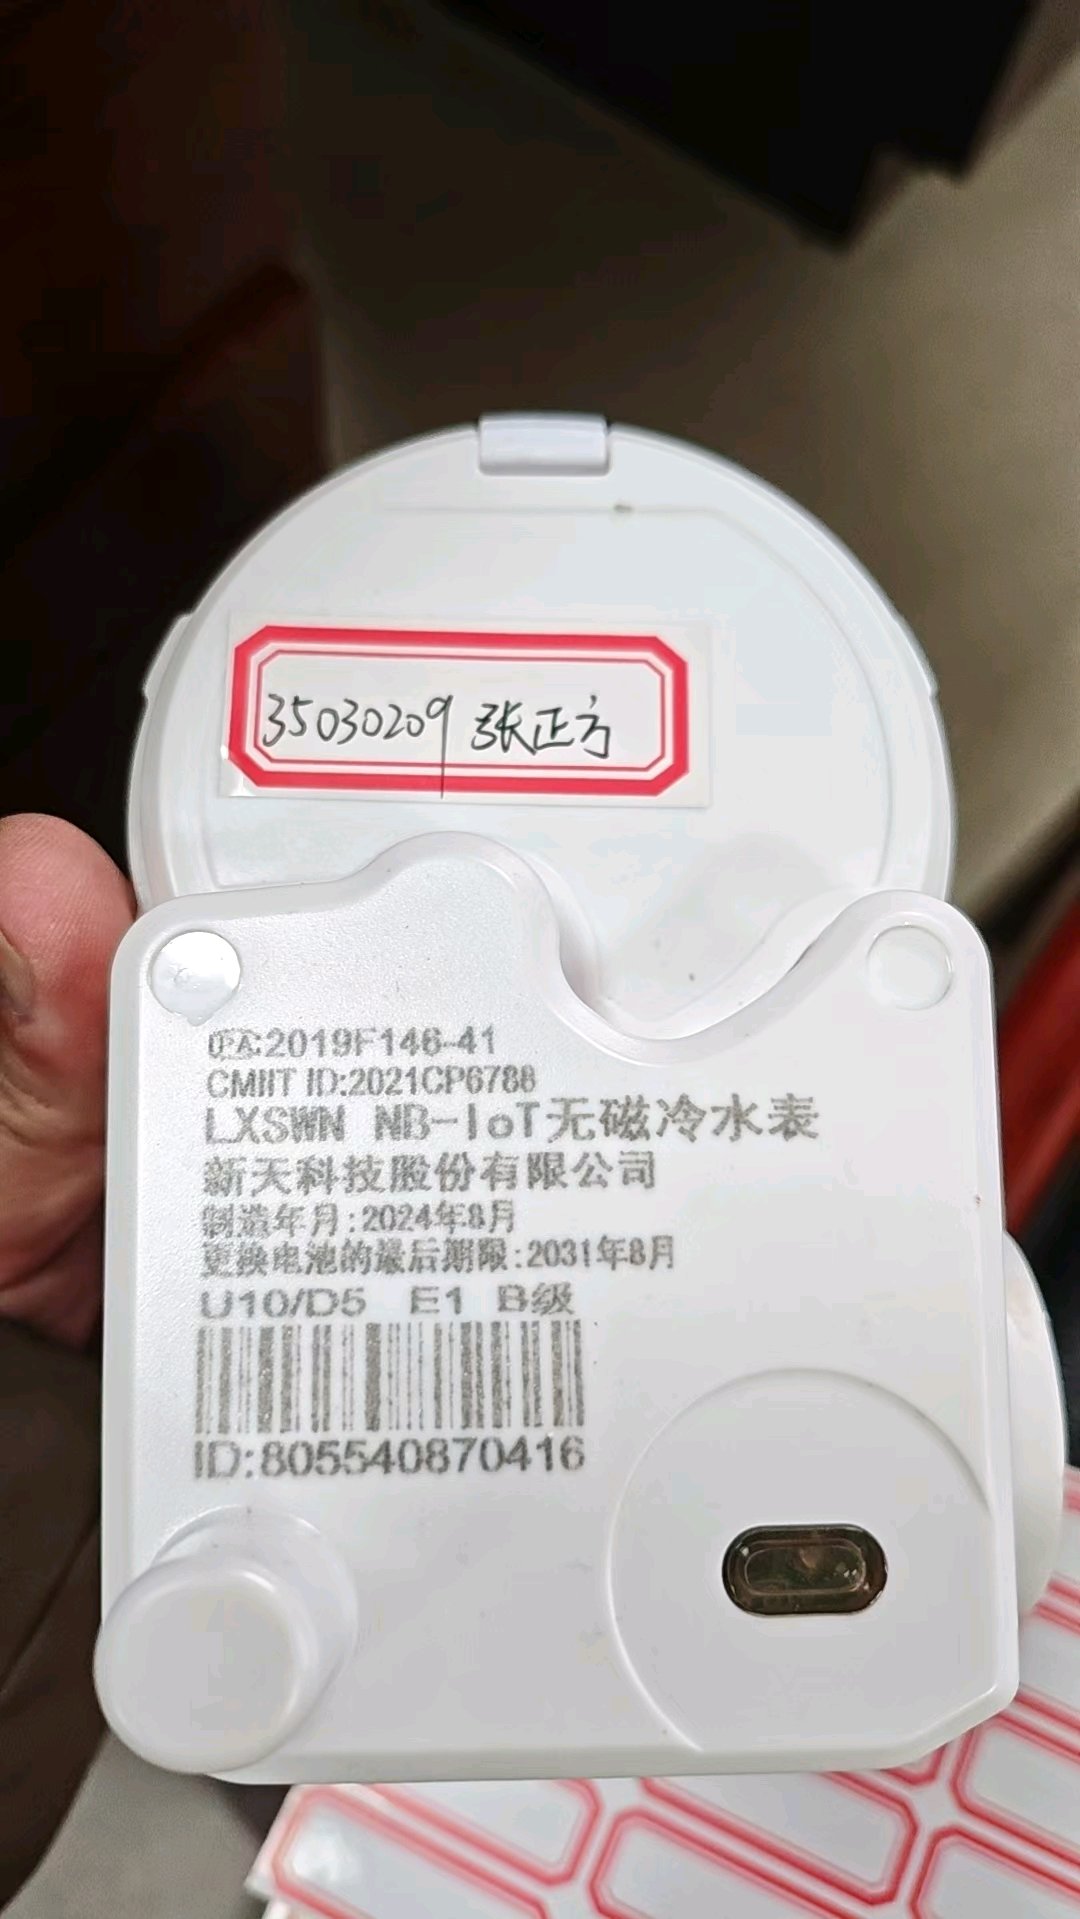 35030209 张正方
CPA:2019F146-41
CMIIT ID:2021CP6788
LXSWN NB-IoT无磁冷水表
新天科技股份有限公司
制造年月:2024年8月
更换电池的最后期限:2031年8月
U10/D5 E1 B级
ID:805540870416